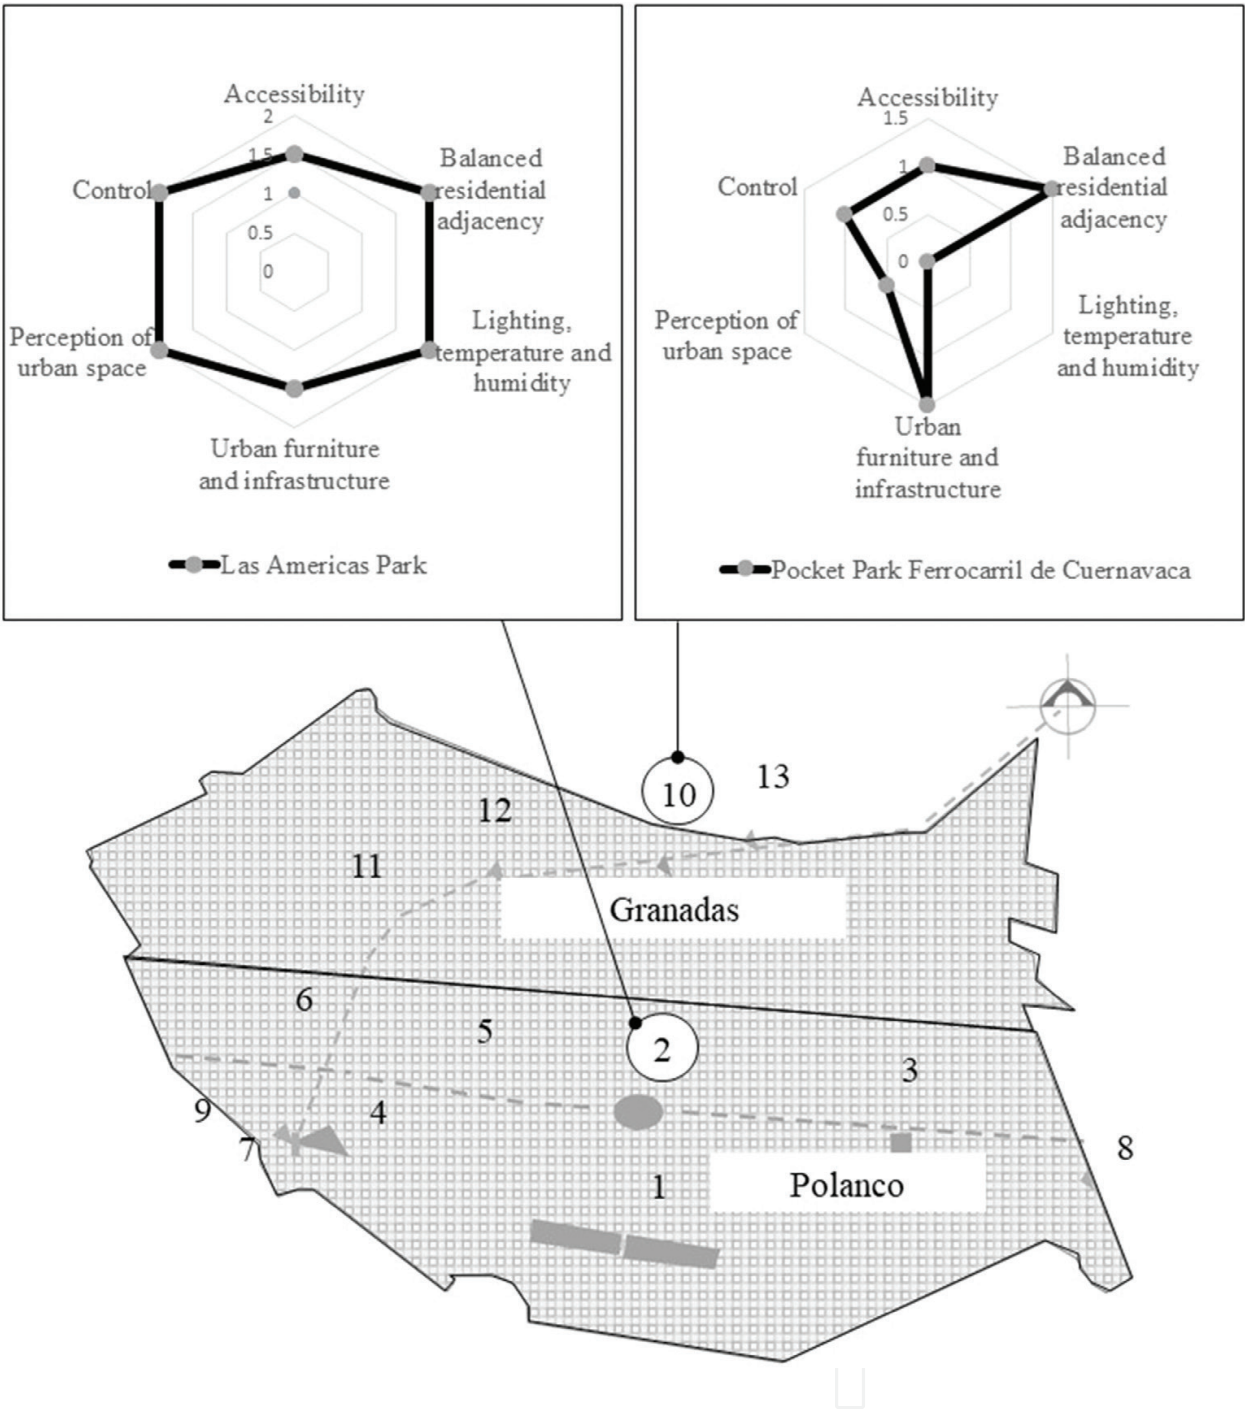 Accessibility
2
1.5
1
0.5
0
Balanced
residential
adjacency
Control
Perception of
urban space
Lighting,
temperature and
humidity
Urban furniture
and infrastructure
Las Americas Park
Accessibility
1.5
1
0.5
0
Balanced
residential
adjacency
Control
Perception of
urban space
Lighting,
temperature
and humidity
Urban
furniture and
infrastructure
Pocket Park Ferrocarril de Cuernavaca
10
13
12
11
Granadas
6
5
2
3
9
4
7
8
1
Polanco